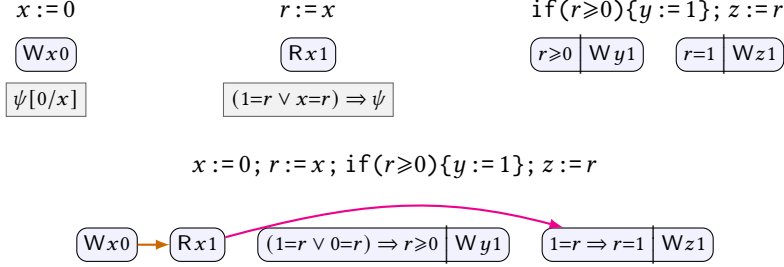 x := 0 r := x if(r⩾0){y := 1}; z := r
Wx0 Rx1 r⩾0 | Wy1 r=1 | Wz1
ψ[0/x] (1=r ∨ x=r) ⇒ ψ
x := 0; r := x; if(r⩾0){y := 1}; z := r
Wx0 Rx1 (1=r ∨ 0=r) ⇒ r⩾0 | Wy1 1=r ⇒ r=1 | Wz1